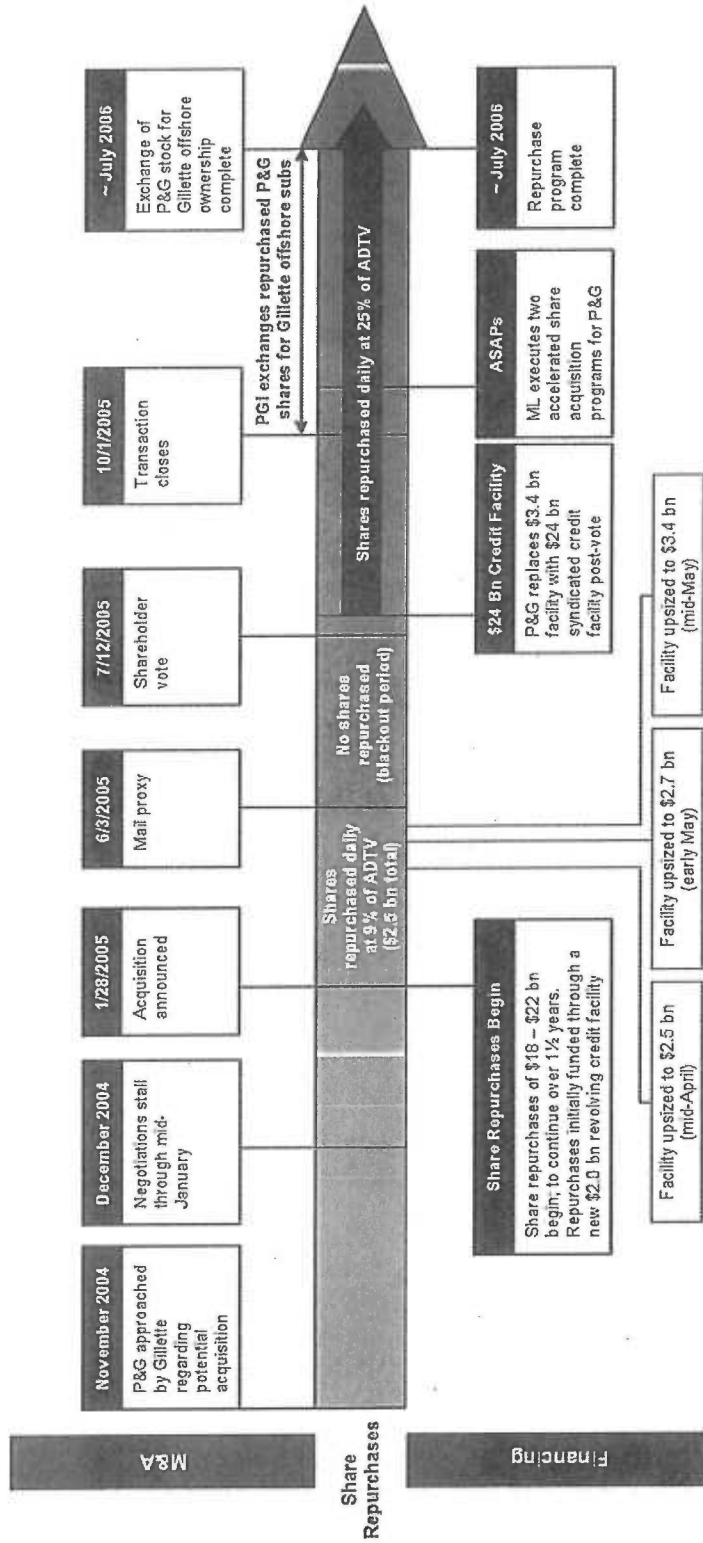 M&A
November 2004
P&G approached
by Gillette
regarding
potential
acquisition
December 2004
Negotiations stall
through mid-
January
1/28/2005
Acquisition
announced
6/3/2005
Mail proxy
7/12/2005
Shareholder
vote
10/1/2005
Transaction
closes
~ July 2006
Exchange of
P&G stock for
Gillette offshore
ownership
complete
Share
Repurchases
Shares
repurchased daily
at 9% of ADTV
($2.5 bn total)
No shares
repurchased
(blackout period)
PGI exchanges repurchased P&G
shares for Gillette offshore subs
Shares repurchased daily at 25% of ADTV
Financing
Share Repurchases Begin
Share repurchases of $18 – $22 bn
begin; to continue over 1½ years.
Repurchases initially funded through a
new $2.0 bn revolving credit facility
$24 Bn Credit Facility
P&G replaces $3.4 bn
facility with $24 bn
syndicated credit
facility post-vote
ASAPs
ML executes two
accelerated share
acquisition
programs for P&G
~ July 2006
Repurchase
program
complete
Facility upsized to $2.5 bn
(mid-April)
Facility upsized to $2.7 bn
(early May)
Facility upsized to $3.4 bn
(mid-May)